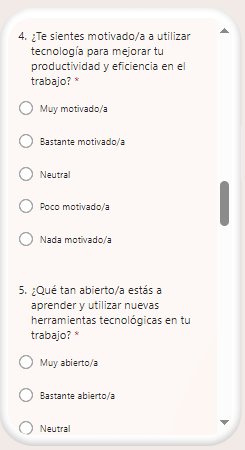 4. ¿Te sientes motivado/a a utilizar
tecnología para mejorar tu
productividad y eficiencia en el
trabajo? *
Muy motivado/a
Bastante motivado/a
Neutral
Poco motivado/a
Nada motivado/a
5. ¿Qué tan abierto/a estás a
aprender y utilizar nuevas
herramientas tecnológicas en tu
trabajo? *
Muy abierto/a
Bastante abierto/a
Neutral